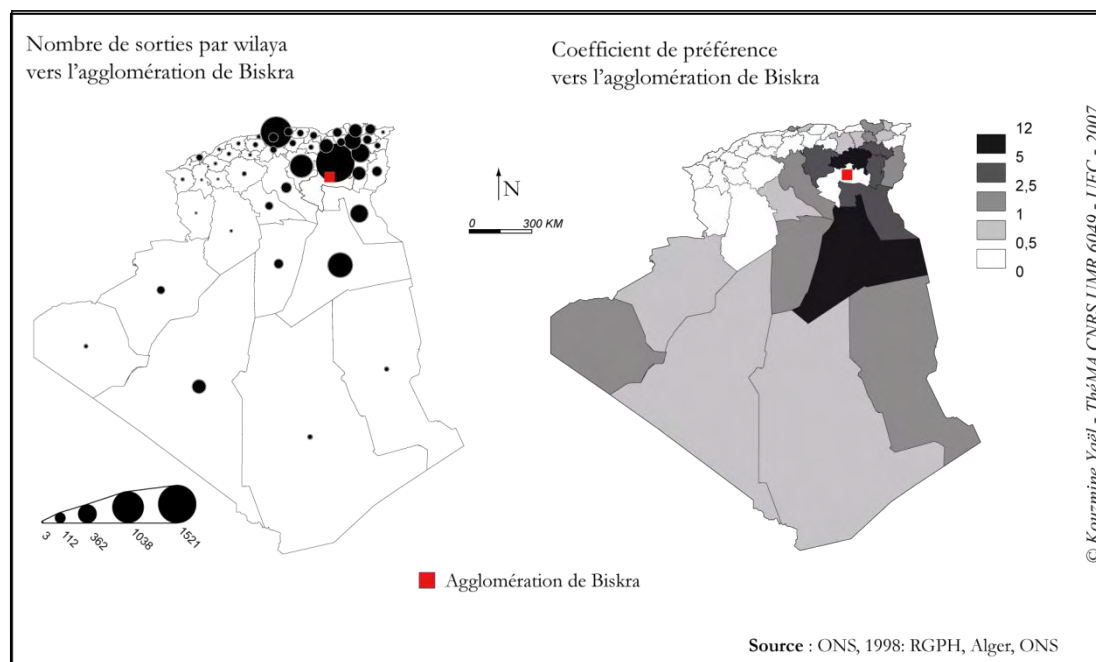 Nombre de sorties par wilaya
vers l'agglomération de Biskra
Coefficient de préférence
vers l'agglomération de Biskra
N
0 300 KM
12
5
2,5
1
0,5
0
3
112
362
1038
1521
Agglomération de Biskra
© Kouzmine Yaël - ThéMA CNRS UMR 6049 - UFC - 2007
Source : ONS, 1998: RGPH, Alger, ONS